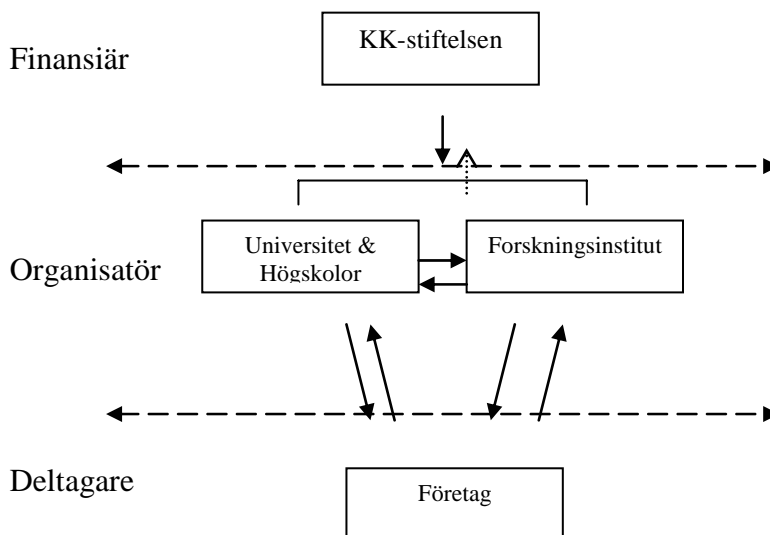 KK-stiftelsen
Finansiär
Universitet &
Högskolor
Forskningsinstitut
Organisatör
Deltagare
Företag